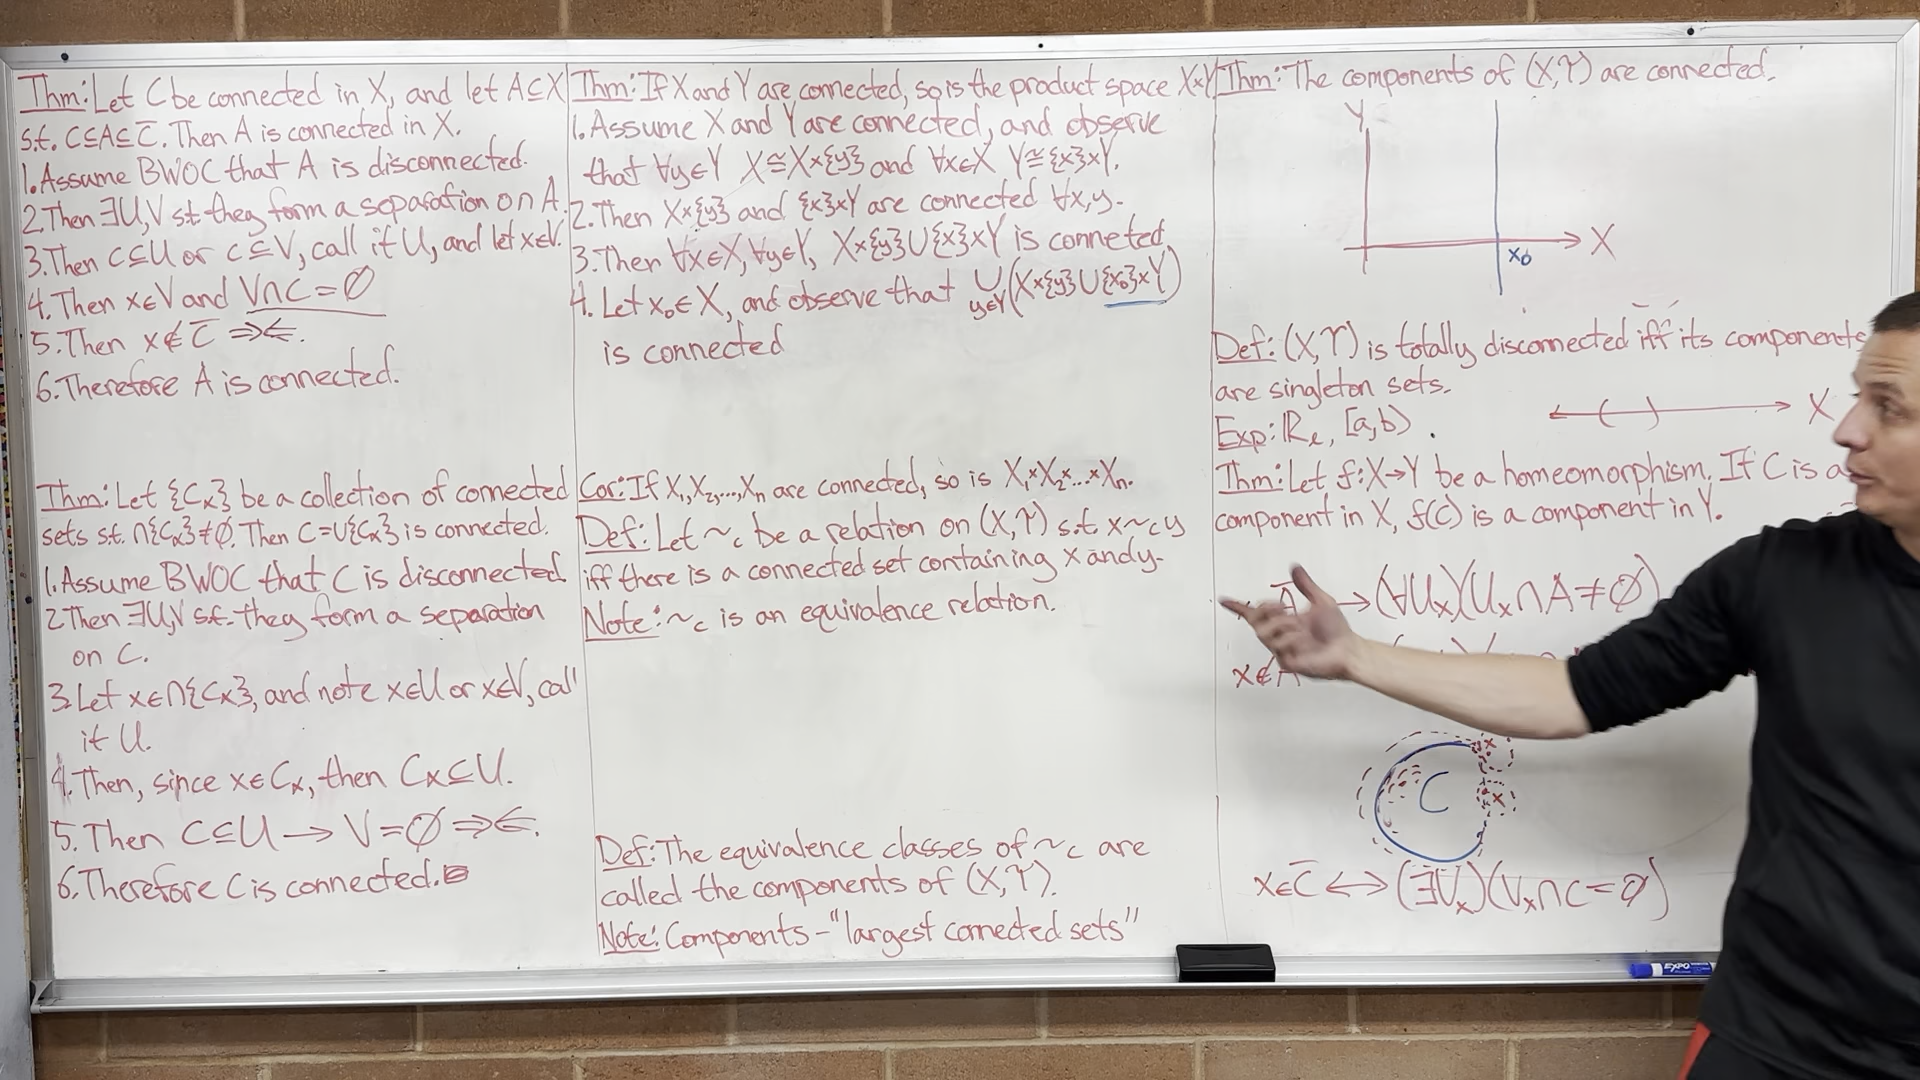 Thm: Let C be connected in X, and let A⊆X
s.t. C⊆A⊆C̅. Then A is connected in X.
1. Assume BWOC that A is disconnected.
2. Then ∃U,V st they form a separation on A.
3. Then C⊆U or C⊆V, call it U, and let x∈V.
4. Then x∈V and V∩C=∅
5. Then x∉C̅ ⇒⇐.
6. Therefore A is connected.
Thm: Let {Cα} be a collection of connected
sets s.t. ∩{Cα}≠∅. Then C=∪{Cα} is connected.
1. Assume BWOC that C is disconnected
2. Then ∃U,V s.t. they form a separation
on C.
3. Let x∈∩{Cα}, and note x∈U or x∈V, call
it U.
4. Then, since x∈Cα, then Cα⊆U.
5. Then C⊆U → V=∅ ⇒⇐.
6. Therefore C is connected.
Thm: If X and Y are connected, so is the product space X×Y
1. Assume X and Y are connected, and observe
that ∀y∈Y X≅X×{y} and ∀x∈X Y≅{x}×Y.
2. Then X×{y} and {x}×Y are connected ∀x,y.
3. Then ∀x∈X, ∀y∈Y, X×{y}∪{x}×Y is conneted.
4. Let x₀∈X, and observe that ∪y∈Y(X×{y}∪{x₀}×Y)
is connected
Cor: If X₁,X₂,...,Xn are connected, so is X₁×X₂×...×Xn.
Def: Let ~c be a relation on (X,τ) s.t x~c y
iff there is a connected set containing x and y.
Note: ~c is an equivalence relation.
Def: The equivalence classes of ~c are
called the components of (X,τ).
Note: Components - "largest connected sets"
Thm: The components of (X,τ) are connected.
Y
X
x₀
Def: (X,τ) is totally disconnected iff its components
are singleton sets.
Exp: ℝℓ, [a,b).
X
Thm: Let f:X→Y be a homeomorphism. If C is a
component in X, f(C) is a component in Y.
→(∀Ux)(Ux∩A≠∅)
x∉A
x
C
x
x∈C̅ ↔ (∃Vx)(Vx∩C=∅)
EXPO